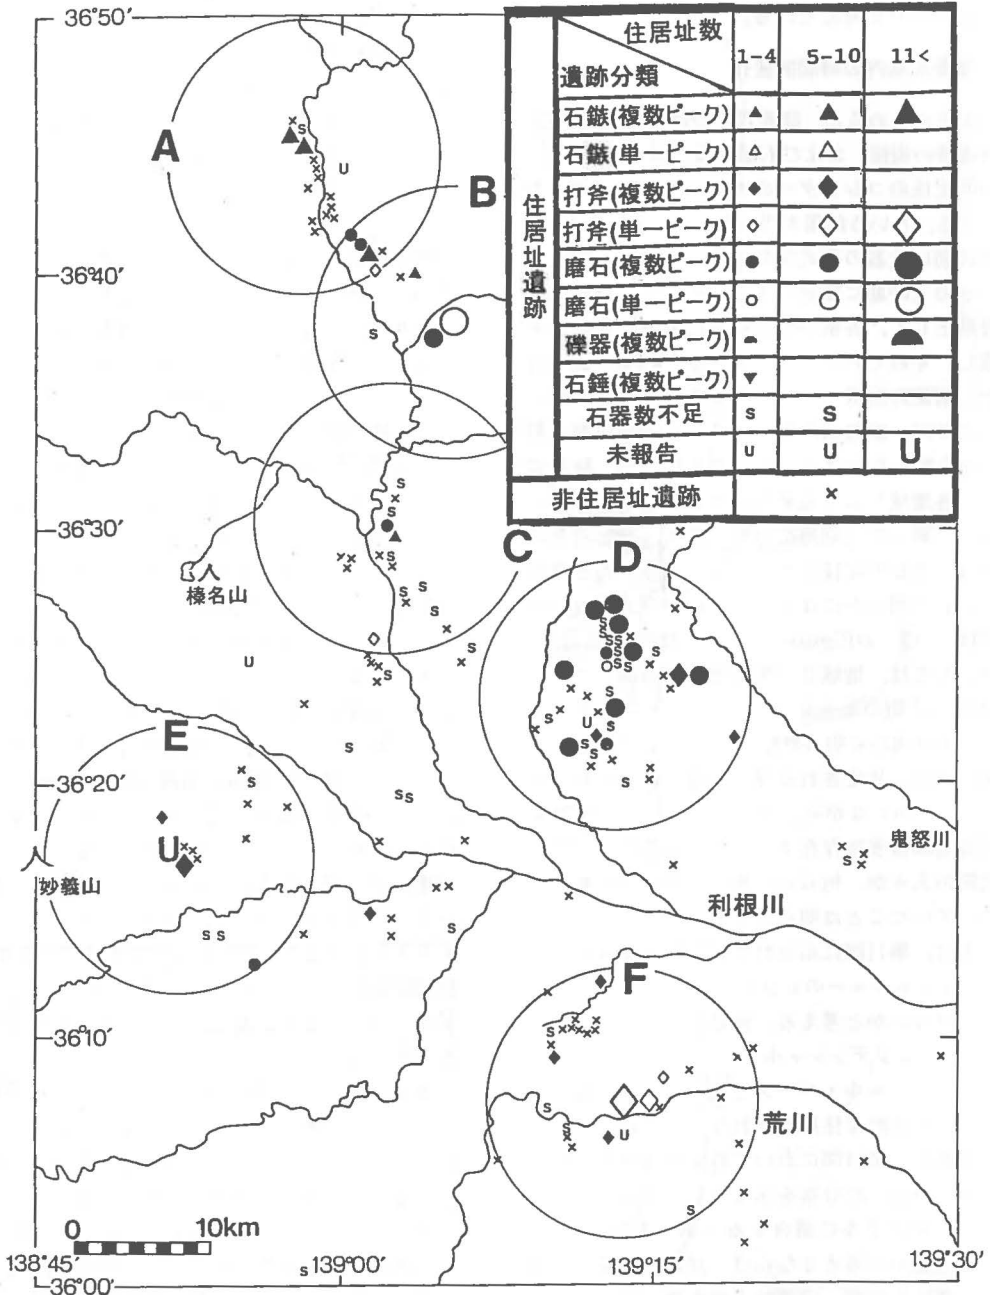 36°50′
住居址数
遺跡分類
1-4
5-10
11<
住居址遺跡
石鏃(複数ピーク)
石鏃(単一ピーク)
打斧(複数ピーク)
打斧(単一ピーク)
磨石(複数ピーク)
磨石(単一ピーク)
礫器(複数ピーク)
石錘(複数ピーク)
石器数不足 S S
未報告 U U U
非住居址遺跡 ×
A
B
36°40′
36°30′
C
D
榛名山
E
36°20′
U
妙義山
鬼怒川
利根川
F
36°10′
荒川
0 10km
138°45′
139°00′
139°15′
139°30′
36°00′